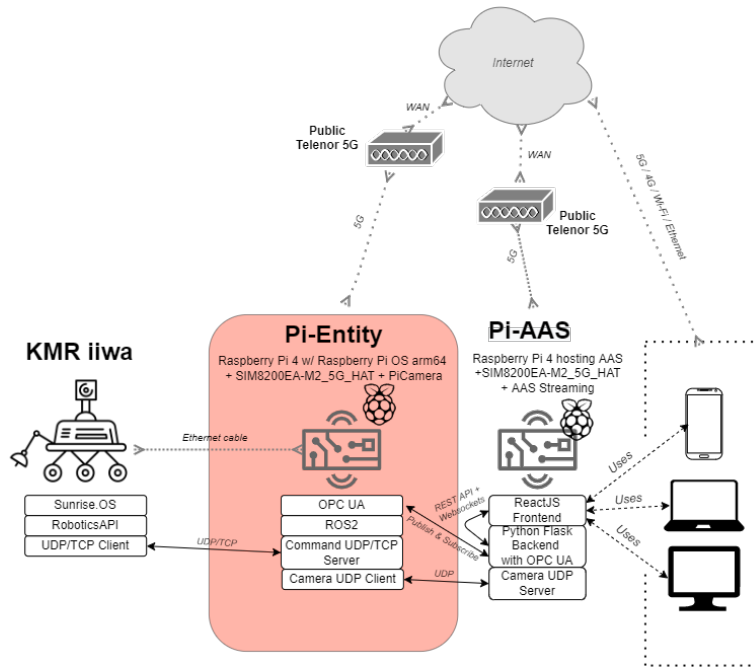 Internet
WAN
Public
Telenor 5G
WAN
Public
Telenor 5G
5G
5G
5G / 4G / Wi-Fi / Ethernet
KMR iiwa
Ethernet cable
Sunrise.OS
RoboticsAPI
UDP/TCP Client
UDP/TCP
Pi-Entity
Raspberry Pi 4 w/ Raspberry Pi OS arm64
+ SIM8200EA-M2_5G_HAT + PiCamera
OPC UA
ROS2
Command UDP/TCP
Server
Camera UDP Client
REST API +
Websockets
Publish & Subscribe
UDP
Pi-AAS
Raspberry Pi 4 hosting AAS
+SIM8200EA-M2_5G_HAT
+ AAS Streaming
ReactJS
Frontend
Python Flask
Backend
with OPC UA
Camera UDP
Server
Uses
Uses
Uses